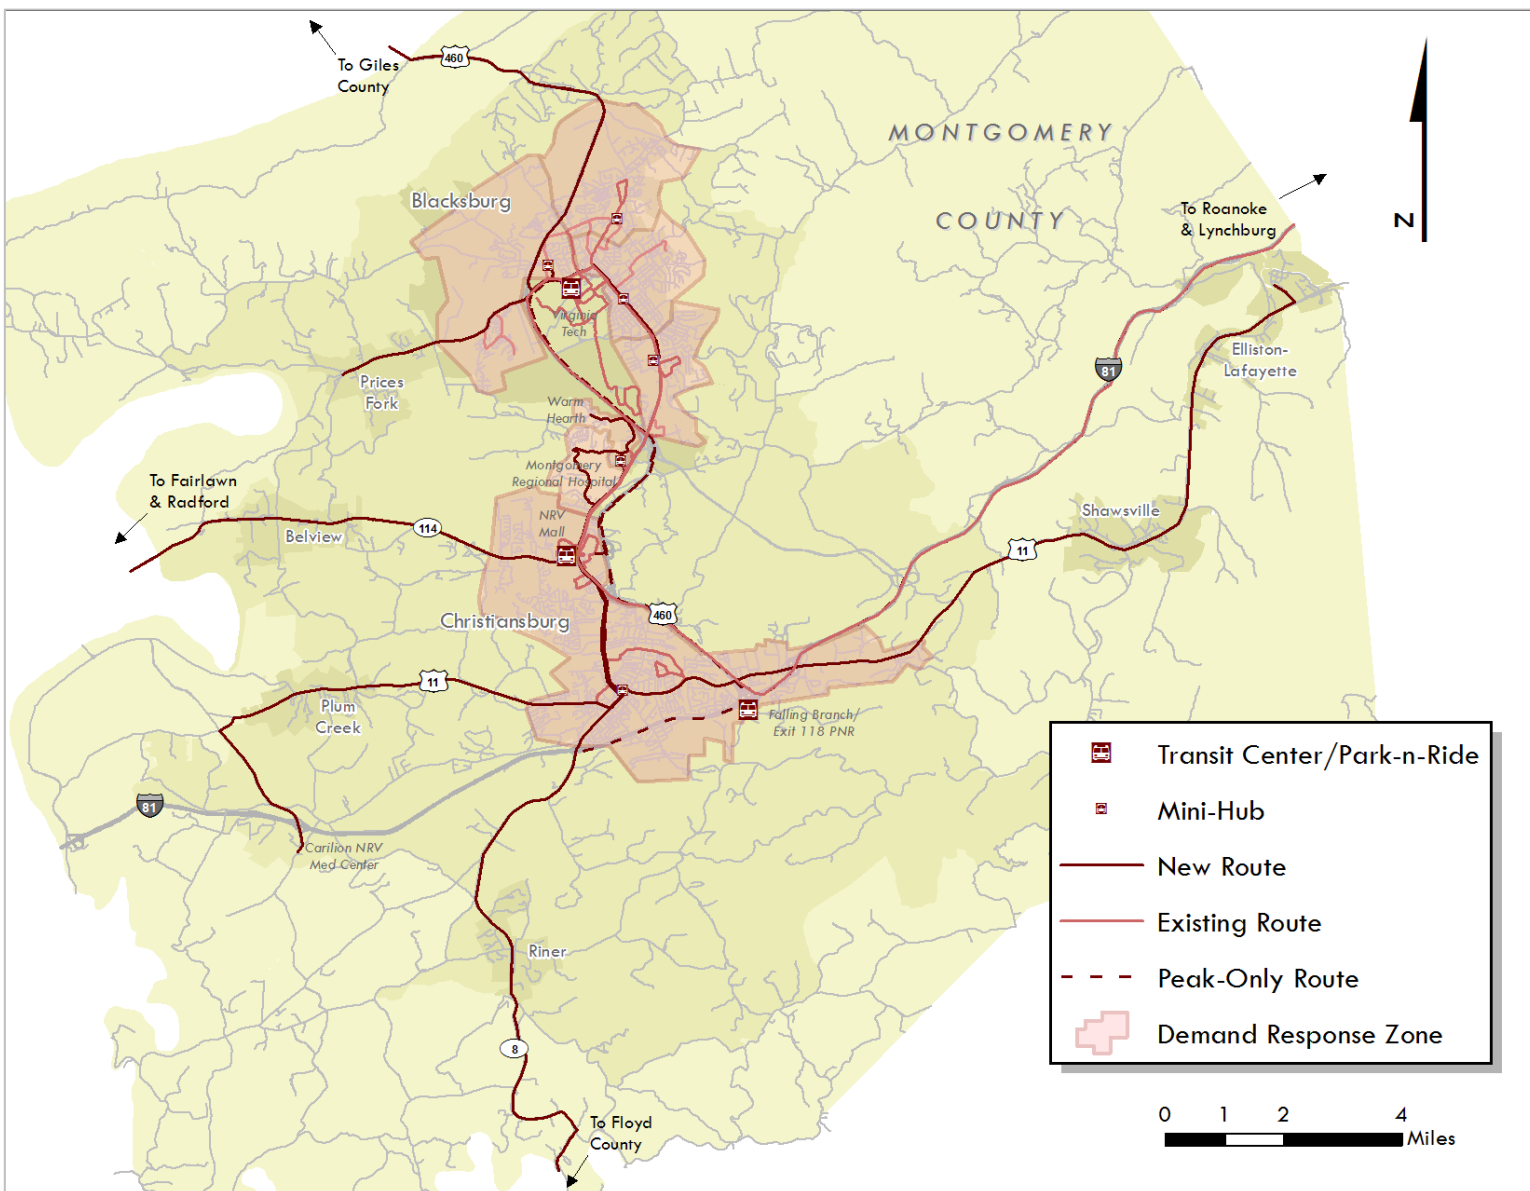 460
To Giles
County
MONTGOMERY
COUNTY
Blacksburg
To Roanoke
& Lynchburg
N
Virginia
Tech
Elliston-
Lafayette
81
Prices
Fork
Warm
Hearth
Montgomery
Regional Hospital
To Fairlawn
& Radford
NRV
Mall
114
Belview
Shawsville
11
460
Christiansburg
11
Plum
Creek
Falling Branch/
Exit 118 PNR
81
Carilion NRV
Med Center
Riner
8
To Floyd
County
Transit Center/Park-n-Ride
Mini-Hub
New Route
Existing Route
Peak-Only Route
Demand Response Zone
0 1 2 4
Miles